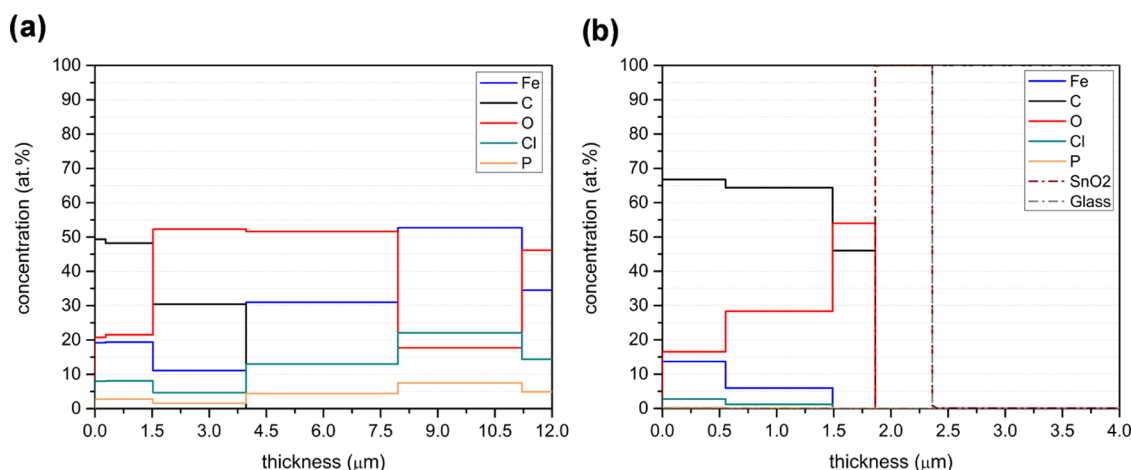 (a)
100
90
80
70
60
50
40
30
20
10
0
concentration (at.%)
0.0 1.5 3.0 4.5 6.0 7.5 9.0 10.5 12.0
thickness (μm)
Fe
C
O
Cl
P
(b)
100
90
80
70
60
50
40
30
20
10
0
concentration (at.%)
0.0 0.5 1.0 1.5 2.0 2.5 3.0 3.5 4.0
thickness (μm)
Fe
C
O
Cl
P
SnO2
Glass